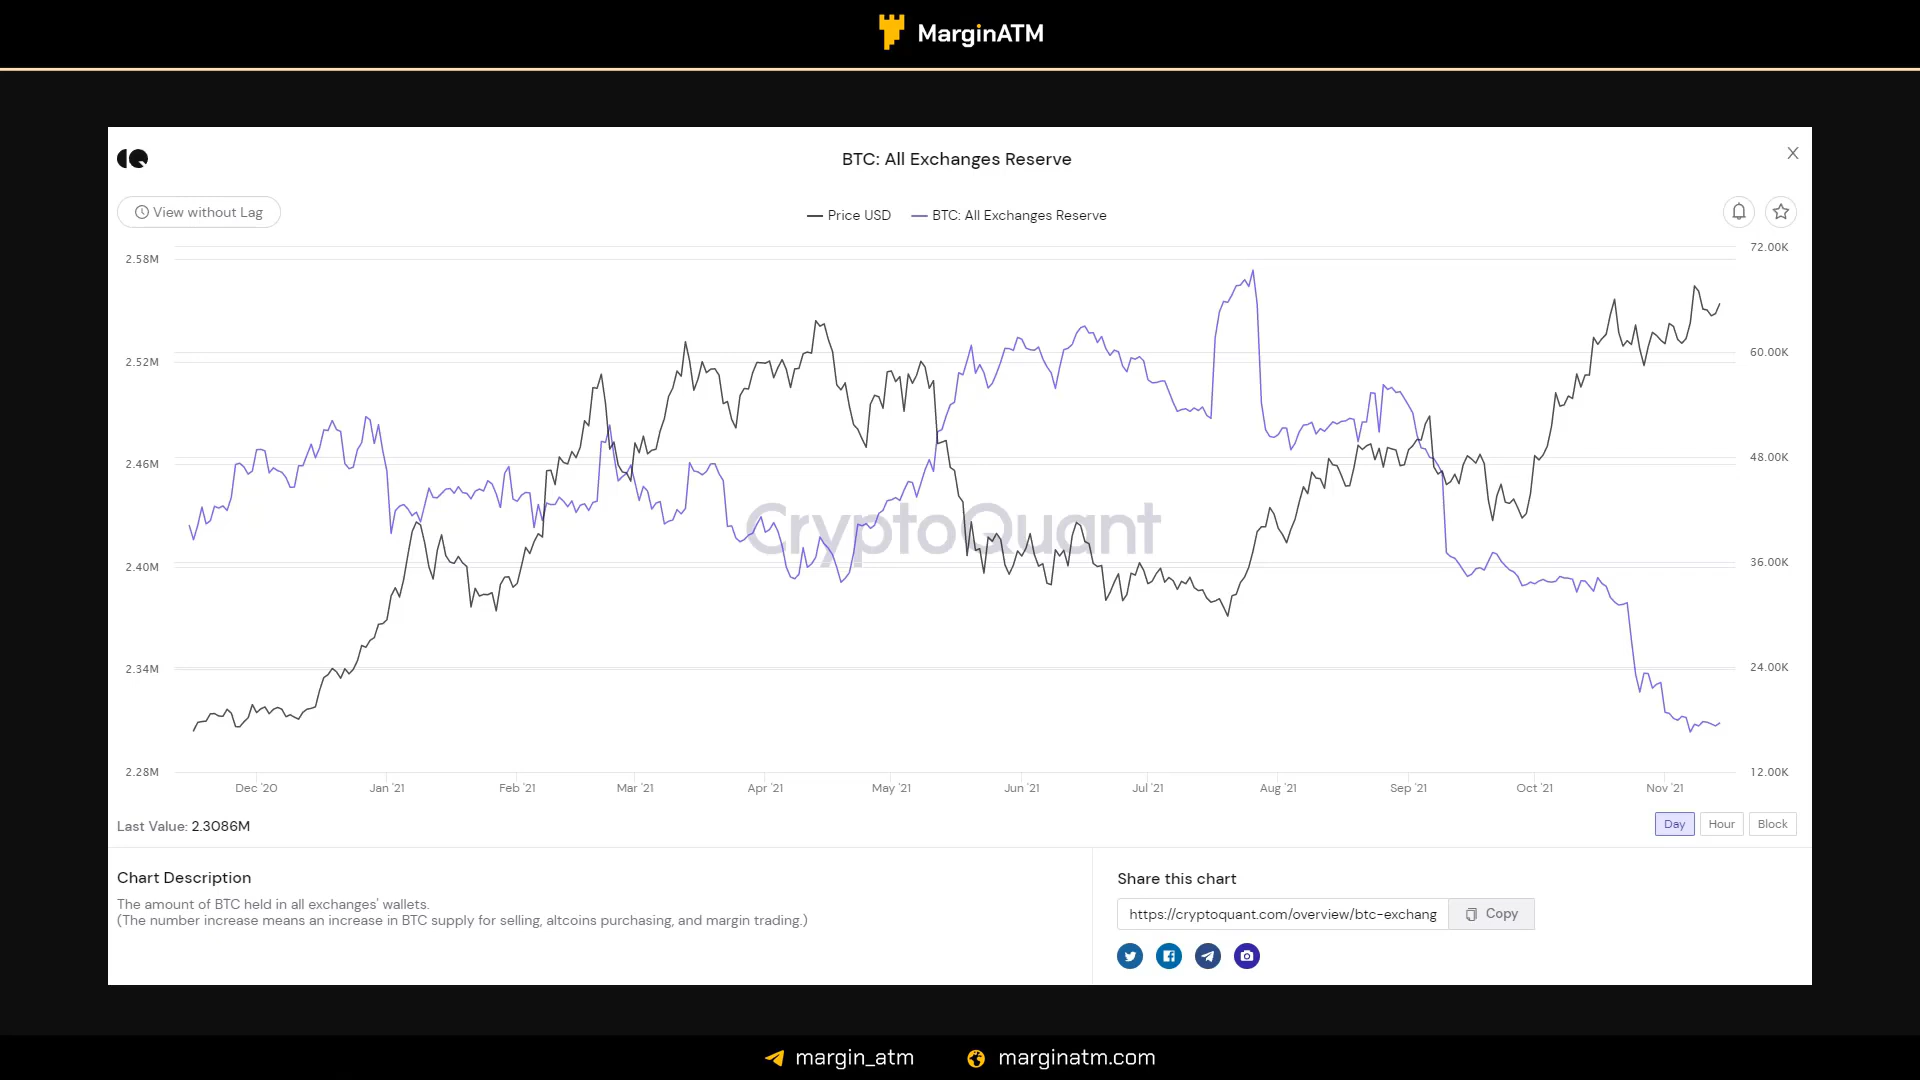 MarginATM
BTC: All Exchanges Reserve
X
View without Lag
Price USD
BTC: All Exchanges Reserve
2.58M
2.52M
2.46M
2.40M
2.34M
2.28M
72.00K
60.00K
48.00K
36.00K
24.00K
12.00K
CryptoQuant
Dec '20
Jan '21
Feb '21
Mar '21
Apr '21
May '21
Jun '21
Jul '21
Aug '21
Sep '21
Oct '21
Nov '21
Last Value: 2.3086M
Day
Hour
Block
Chart Description
The amount of BTC held in all exchanges' wallets.
(The number increase means an increase in BTC supply for selling, altcoins purchasing, and margin trading.)
Share this chart
https://cryptoquant.com/overview/btc-exchang
Copy
margin_atm
marginatm.com